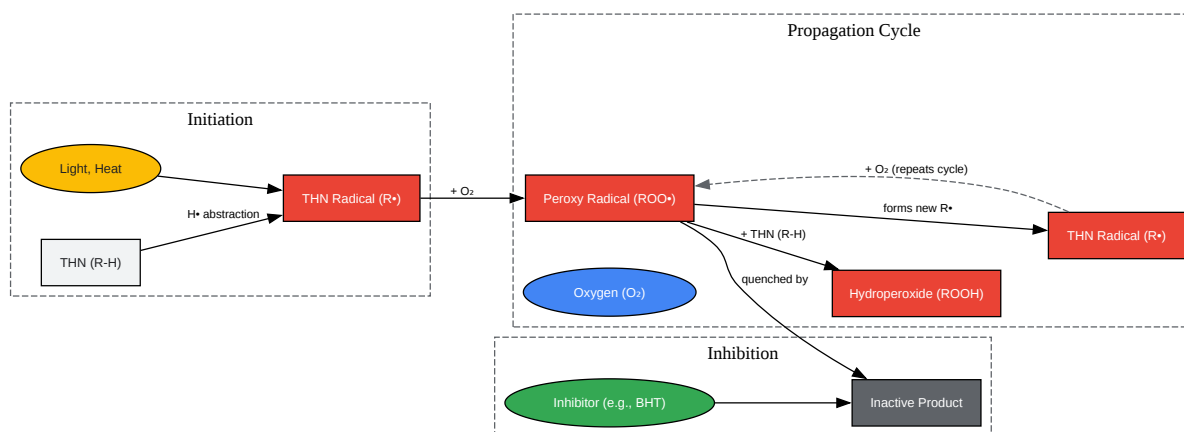 Propagation Cycle
Initiation
Light, Heat
H• abstraction
THN (R-H)
THN Radical (R•)
+ O₂
Peroxy Radical (ROO•)
+ O₂ (repeats cycle)
forms new R•
THN Radical (R•)
+ THN (R-H)
quenched by
Oxygen (O₂)
Hydroperoxide (ROOH)
Inhibition
Inhibitor (e.g., BHT)
Inactive Product